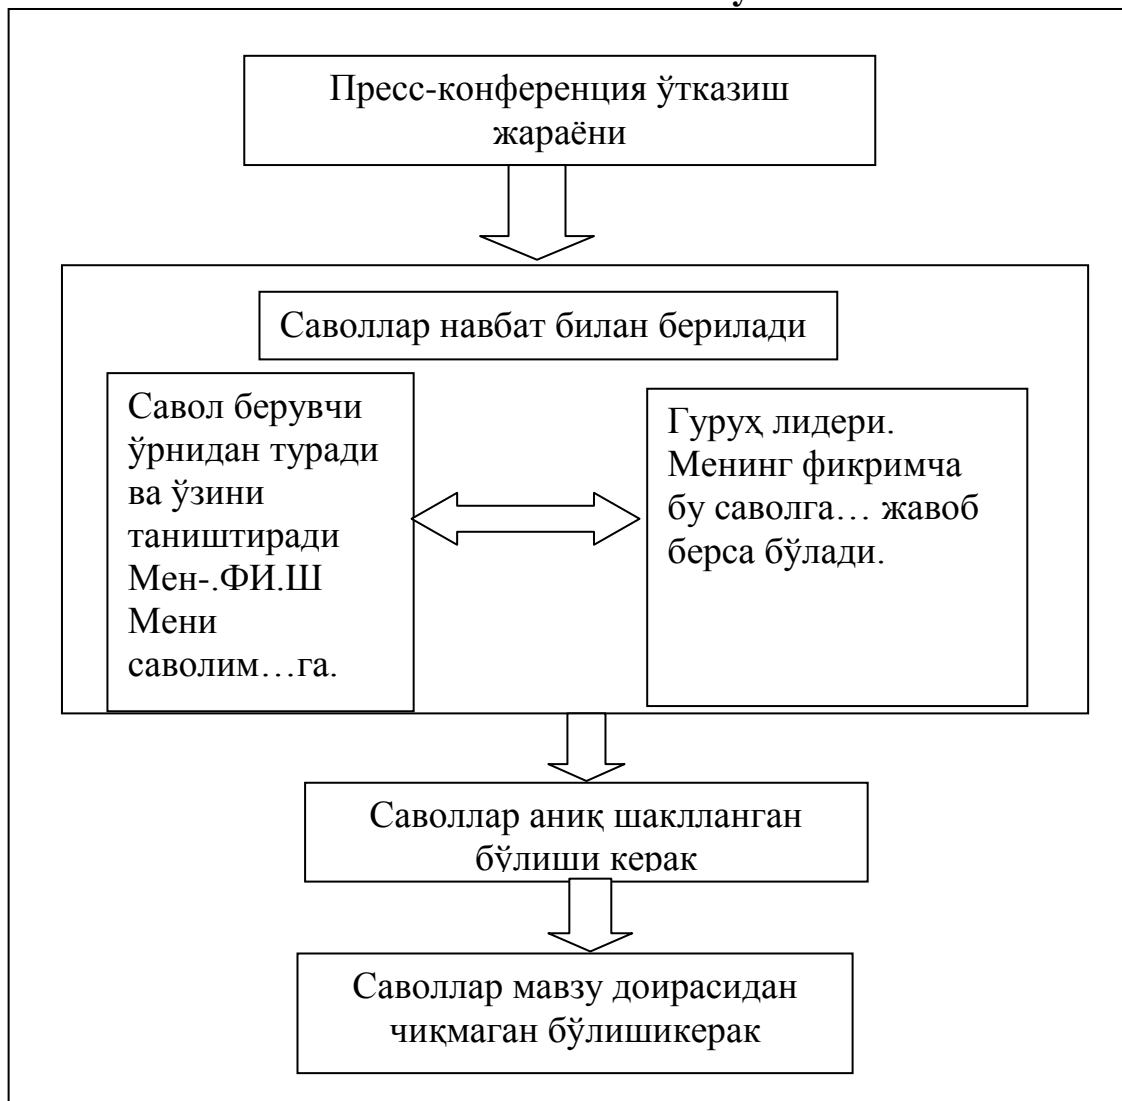 Пресс-конференция ўтказиш
жараёни
Саволлар навбат билан берилади
Савол берувчи
ўрнидан туради
ва ўзини
таништиради
Мен-.ФИ.Ш
Мени
саволим…га.
Гуруҳ лидери.
Менинг фикримча
бу саволга… жавоб
берса бўлади.
Саволлар аниқ шаклланган
бўлиши керак
Саволлар мавзу доирасидан
чиқмаган бўлишикерак